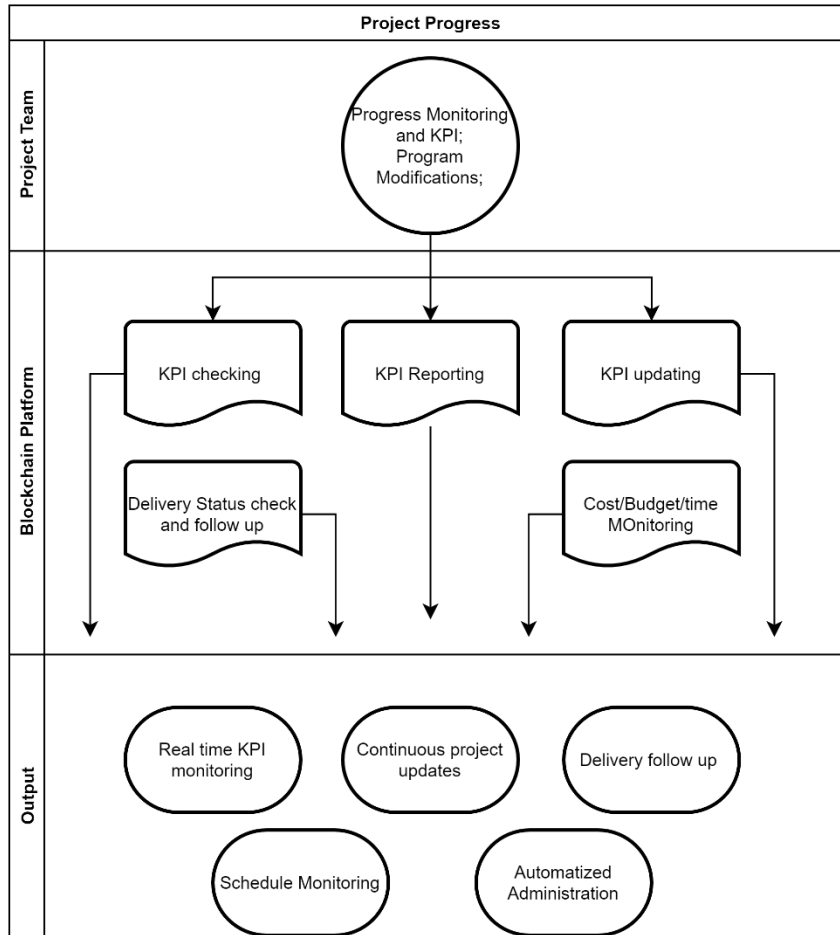 Project Progress
Project Team
Progress Monitoring
and KPI;
Program
Modifications;
Blockchain Platform
KPI checking
KPI Reporting
KPI updating
Delivery Status check
and follow up
Cost/Budget/time
MOnitoring
Output
Real time KPI
monitoring
Continuous project
updates
Delivery follow up
Schedule Monitoring
Automatized
Administration